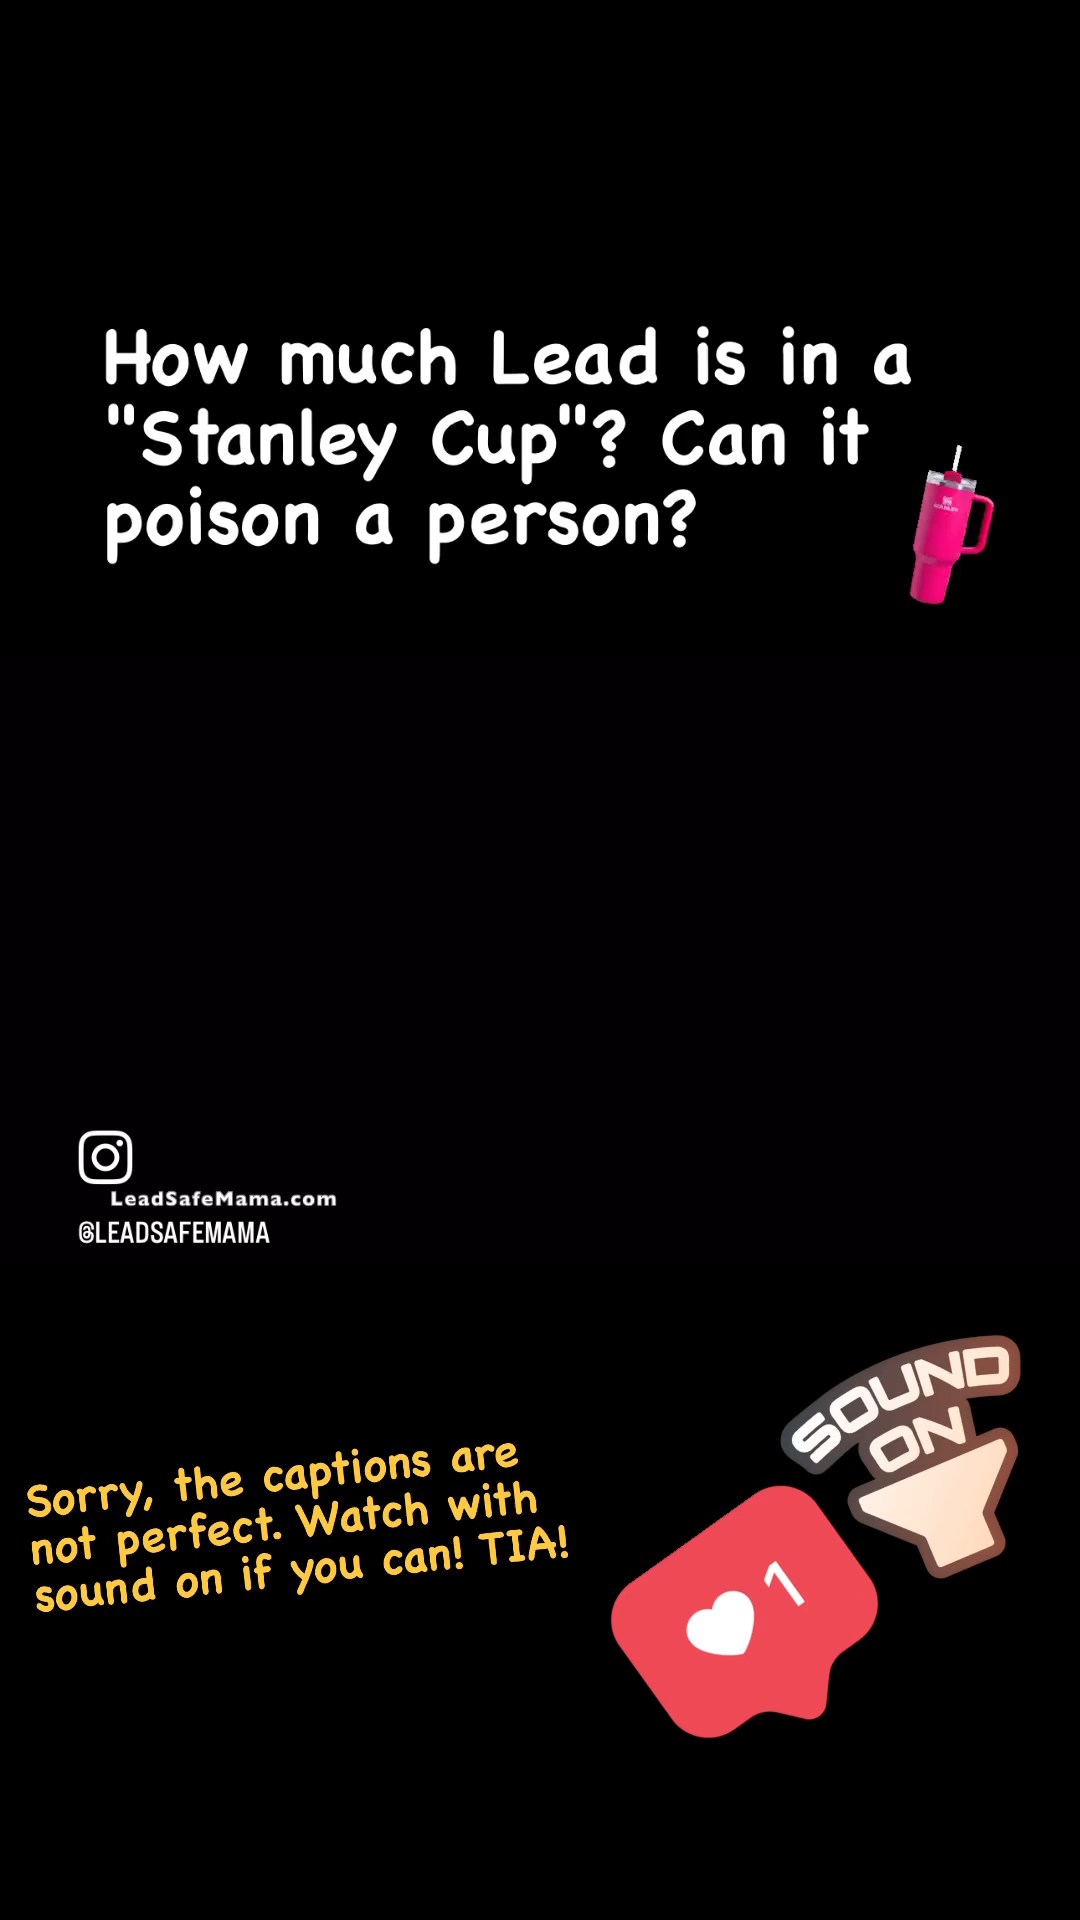 How much Lead is in a
"Stanley Cup"? Can it
poison a person?
LeadSafeMama.com
@LEADSAFEMAMA
SOUND
ON
Sorry, the captions are
not perfect. Watch with
sound on if you can! TIA!
1